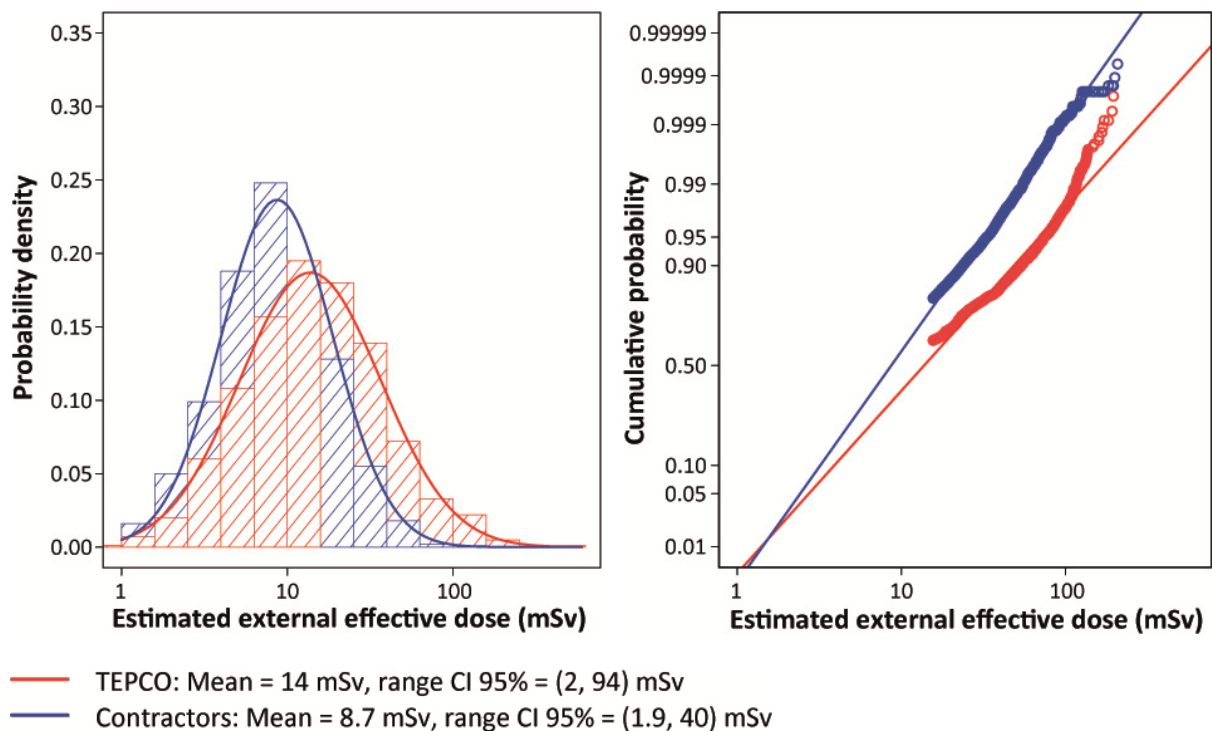 0.35
0.30
0.25
0.20
0.15
0.10
0.05
0.00
Probability density
1 10 100
Estimated external effective dose (mSv)
0.99999
0.9999
0.999
0.99
0.95
0.90
0.50
0.10
0.05
0.01
Cumulative probability
1 10 100
Estimated external effective dose (mSv)
TEPCO: Mean = 14 mSv, range CI 95% = (2, 94) mSv
Contractors: Mean = 8.7 mSv, range CI 95% = (1.9, 40) mSv